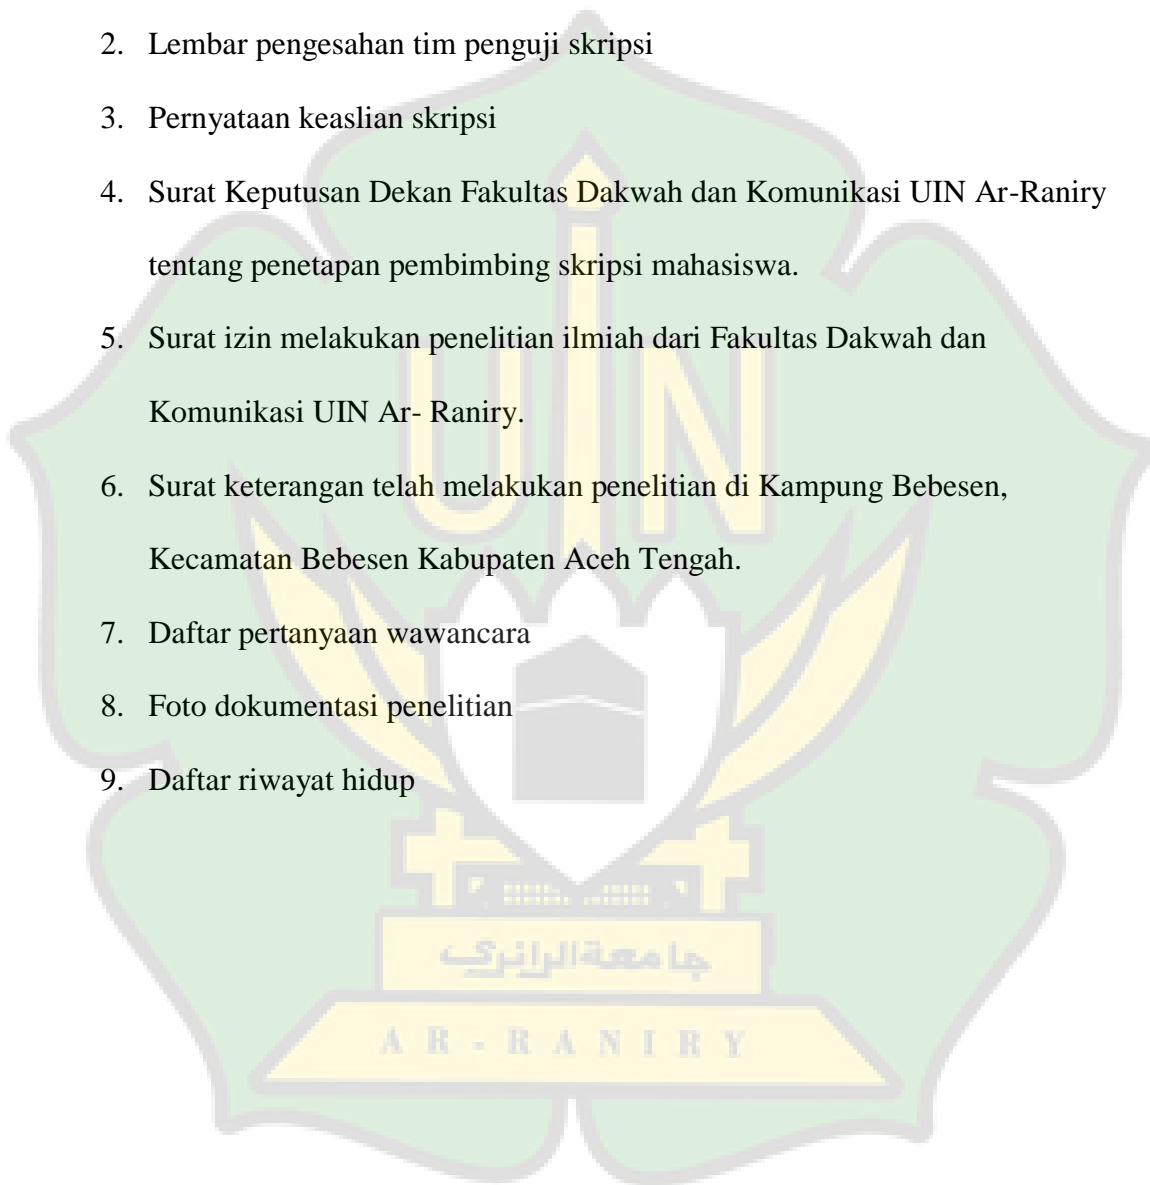 2. Lembar pengesahan tim penguji skripsi
3. Pernyataan keaslian skripsi
4. Surat Keputusan Dekan Fakultas Dakwah dan Komunikasi UIN Ar-Raniry
tentang penetapan pembimbing skripsi mahasiswa.
5. Surat izin melakukan penelitian ilmiah dari Fakultas Dakwah dan
Komunikasi UIN Ar- Raniry.
6. Surat keterangan telah melakukan penelitian di Kampung Bebesen,
Kecamatan Bebesen Kabupaten Aceh Tengah.
7. Daftar pertanyaan wawancara
8. Foto dokumentasi penelitian
9. Daftar riwayat hidup
UIN
جامعةالرانري
AR-RANIRY